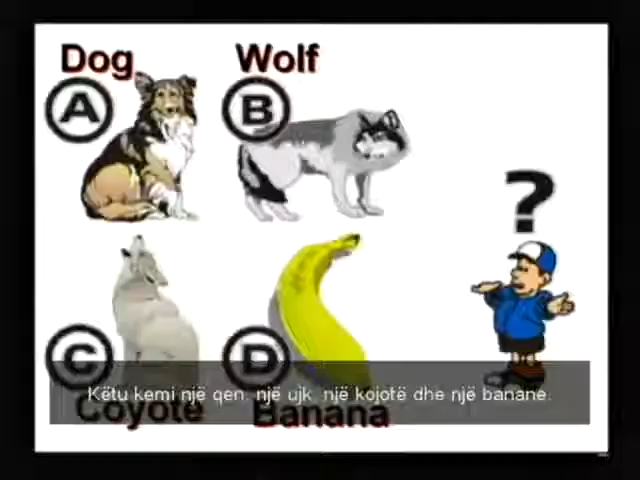 Dog
Wolf
A
B
?
C
D
Këtu kemi një qen, një ujk, një kojotë dhe një banane.
Coyote
Banana